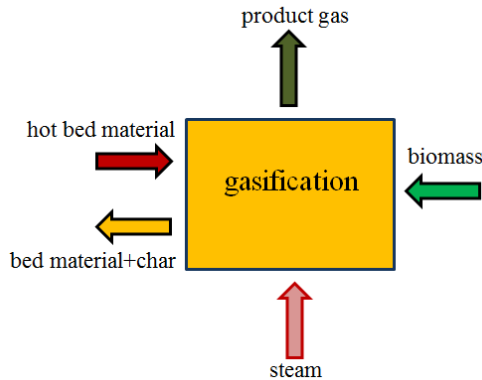 product gas
hot bed material
biomass
gasification
bed material+char
steam